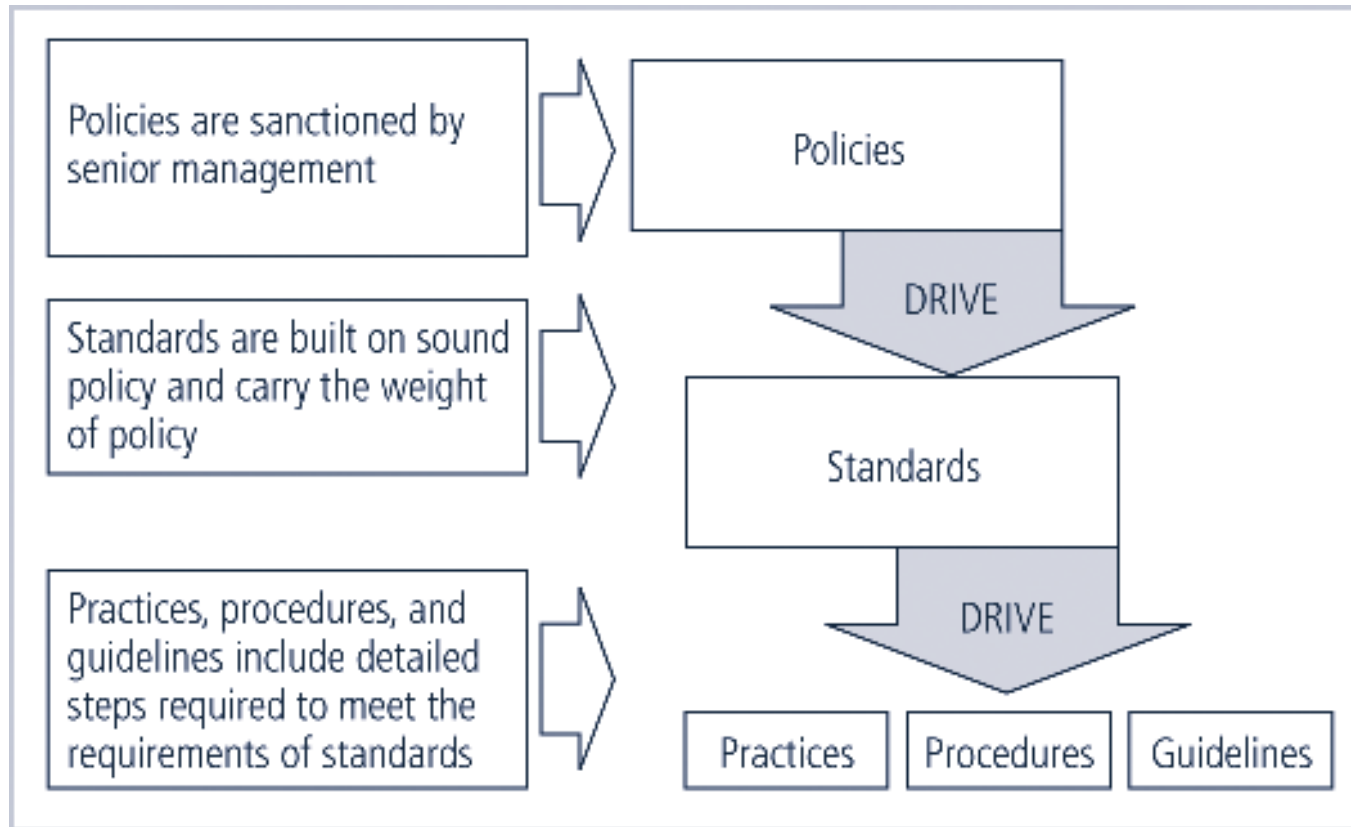 Policies are sanctioned by
senior management
Policies
DRIVE
Standards are built on sound
policy and carry the weight
of policy
Standards
DRIVE
Practices, procedures, and
guidelines include detailed
steps required to meet the
requirements of standards
Practices
Procedures
Guidelines